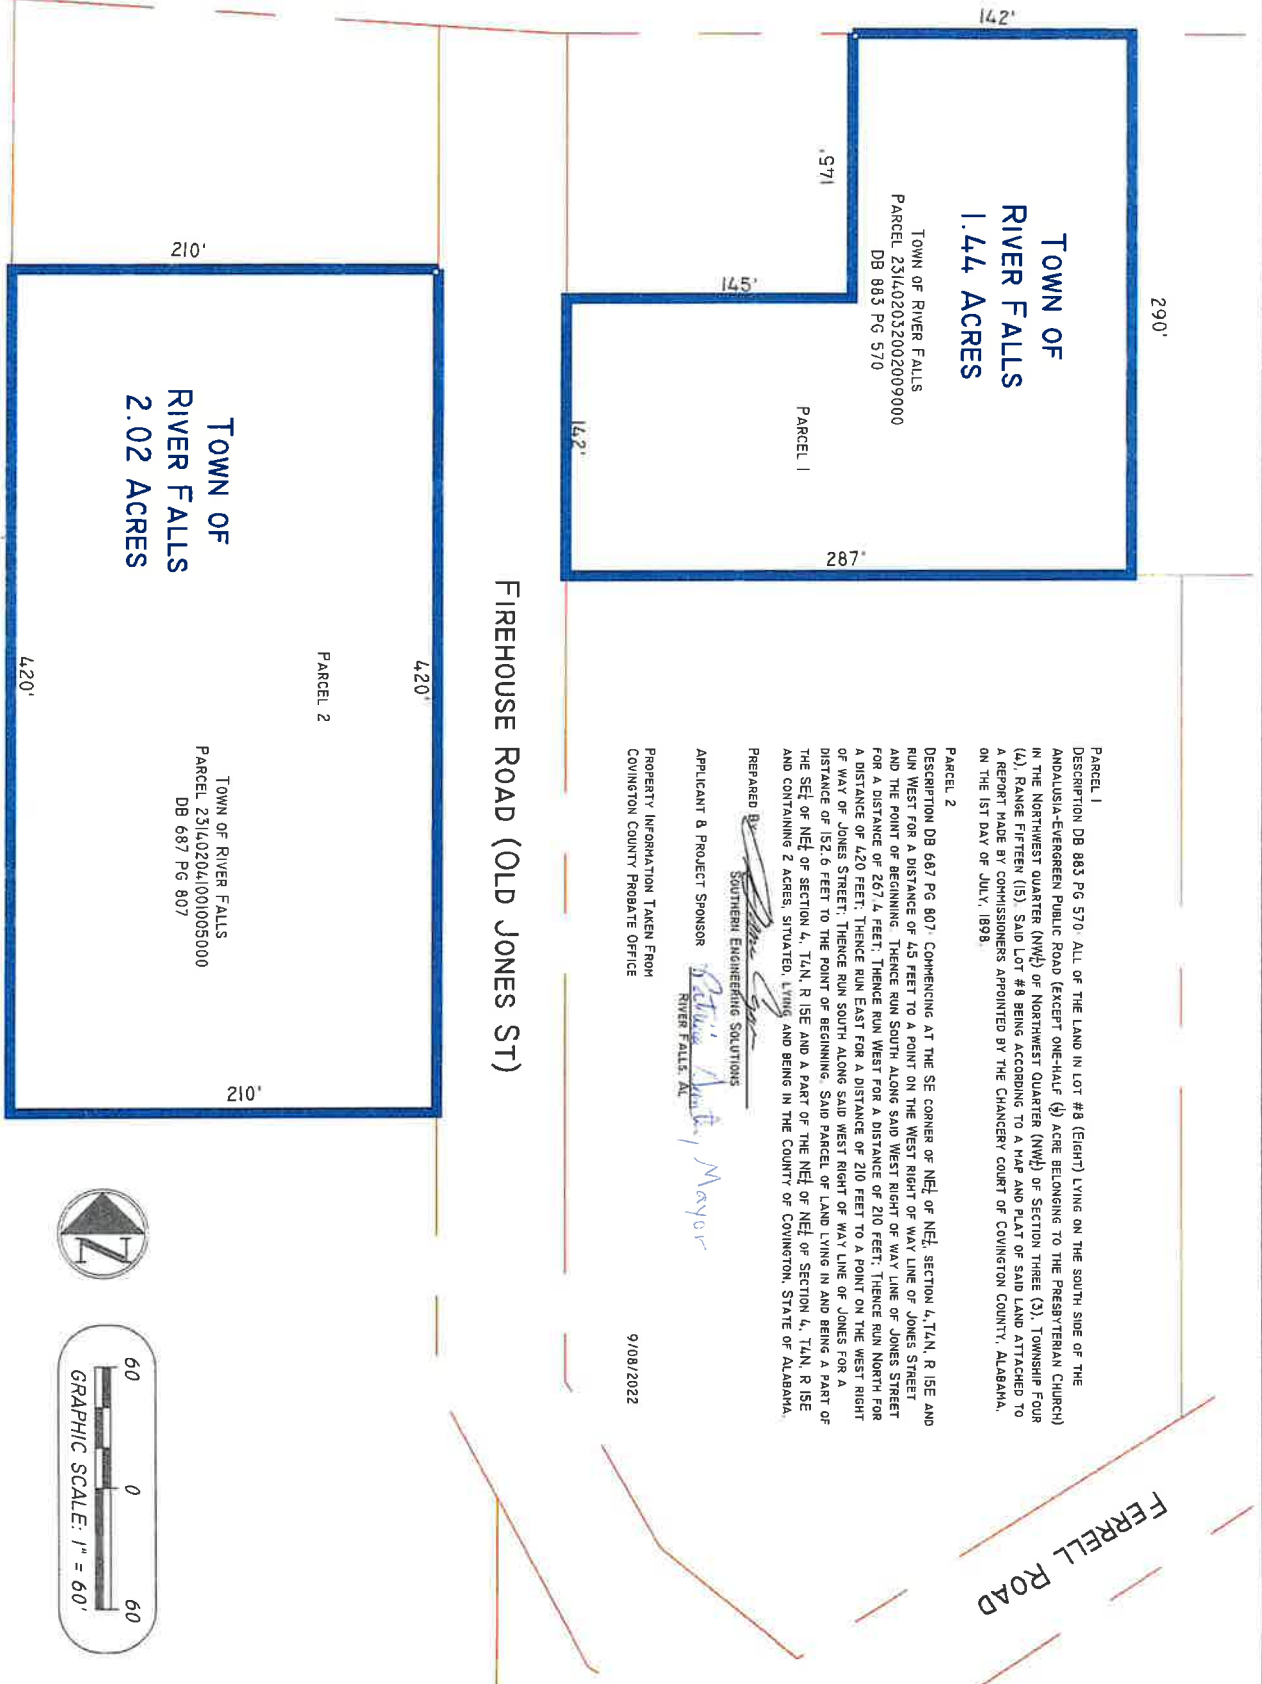 142'
290'
TOWN OF
RIVER FALLS
1.44 ACRES
TOWN OF RIVER FALLS
PARCEL 2314020320002009000
DB 883 PG 570
PARCEL 1
145'
145'
142'
287'
PARCEL 1
DESCRIPTION DB 883 PG 570: ALL OF THE LAND IN LOT #8 (EIGHT) LYING ON THE SOUTH SIDE OF THE
ANDALUSIA-EVERGREEN PUBLIC ROAD (EXCEPT ONE-HALF (½) ACRE BELONGING TO THE PRESBYTERIAN CHURCH)
IN THE NORTHWEST QUARTER (NW¼) OF NORTHWEST QUARTER (NW¼) OF SECTION THREE (3), TOWNSHIP FOUR
(4), RANGE FIFTEEN (15). SAID LOT #8 BEING ACCORDING TO A MAP AND PLAT OF SAID LAND ATTACHED TO
A REPORT MADE BY COMMISSIONERS APPOINTED BY THE CHANCERY COURT OF COVINGTON COUNTY, ALABAMA,
ON THE 1ST DAY OF JULY, 1898.
PARCEL 2
DESCRIPTION DB 687 PG 807: COMMENCING AT THE SE CORNER OF NE¼ OF NE¼, SECTION 4,T4N, R 15E AND
RUN WEST FOR A DISTANCE OF 45 FEET TO A POINT ON THE WEST RIGHT OF WAY LINE OF JONES STREET
AND THE POINT OF BEGINNING. THENCE RUN SOUTH ALONG SAID WEST RIGHT OF WAY LINE OF JONES STREET
FOR A DISTANCE OF 267.4 FEET; THENCE RUN WEST FOR A DISTANCE OF 210 FEET; THENCE RUN NORTH FOR
A DISTANCE OF 420 FEET; THENCE RUN EAST FOR A DISTANCE OF 210 FEET TO A POINT ON THE WEST RIGHT
OF WAY OF JONES STREET; THENCE RUN SOUTH ALONG SAID WEST RIGHT OF WAY LINE OF JONES FOR A
DISTANCE OF 152.6 FEET TO THE POINT OF BEGINNING. SAID PARCEL OF LAND LYING IN AND BEING A PART OF
THE SE¼ OF NE¼ OF SECTION 4, T4N, R 15E AND A PART OF THE NE¼ OF NE¼ OF SECTION 4, T4N, R 15E
AND CONTAINING 2 ACRES, SITUATED, LYING AND BEING IN THE COUNTY OF COVINGTON, STATE OF ALABAMA.
PREPARED BY
SOUTHERN ENGINEERING SOLUTIONS
APPLICANT & PROJECT SPONSOR
Patricia Gunter, Mayor
RIVER FALLS, AL
PROPERTY INFORMATION TAKEN FROM
COVINGTON COUNTY PROBATE OFFICE
9/08/2022
FERRELL ROAD
FIREHOUSE ROAD (OLD JONES ST)
210'
420'
TOWN OF
RIVER FALLS
2.02 ACRES
PARCEL 2
TOWN OF RIVER FALLS
PARCEL 2314020410010005000
DB 687 PG 807
210'
420'
N
60 0 60
GRAPHIC SCALE: 1" = 60'